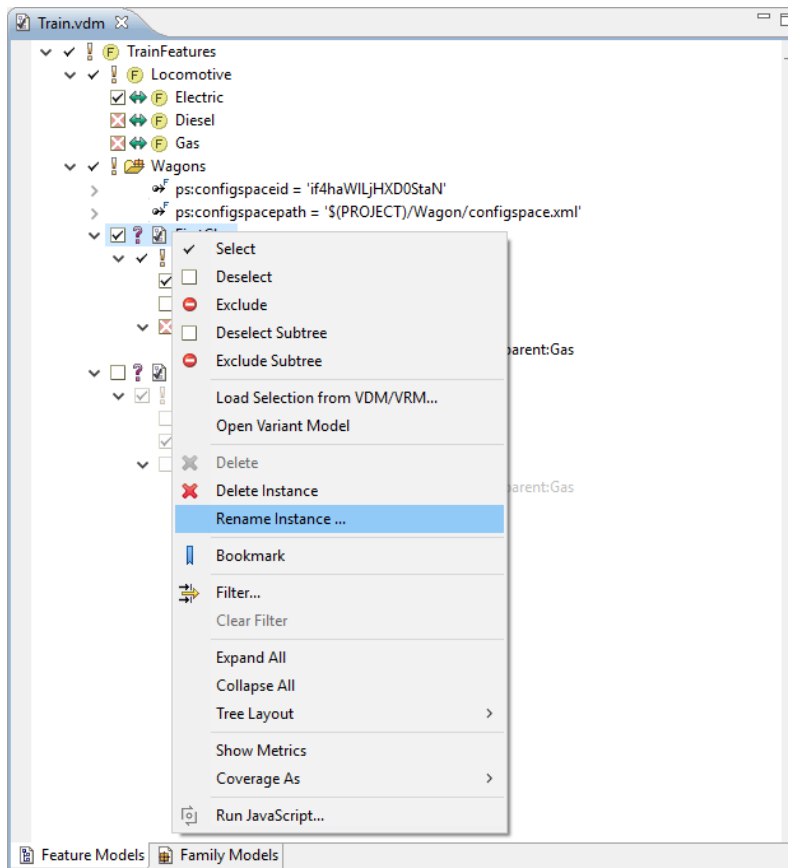 Train.vdm
TrainFeatures
Locomotive
Electric
Diesel
Gas
Wagons
ps:configspaceid = 'if4haWILjHXD0StaN'
ps:configspacepath = '$(PROJECT)/Wagon/configspace.xml'
Select
Deselect
Exclude
Deselect Subtree
Exclude Subtree
parent:Gas
Load Selection from VDM/VRM...
Open Variant Model
Delete
Delete Instance
parent:Gas
Rename Instance ...
Bookmark
Filter...
Clear Filter
Expand All
Collapse All
Tree Layout
Show Metrics
Coverage As
Run JavaScript...
Feature Models
Family Models